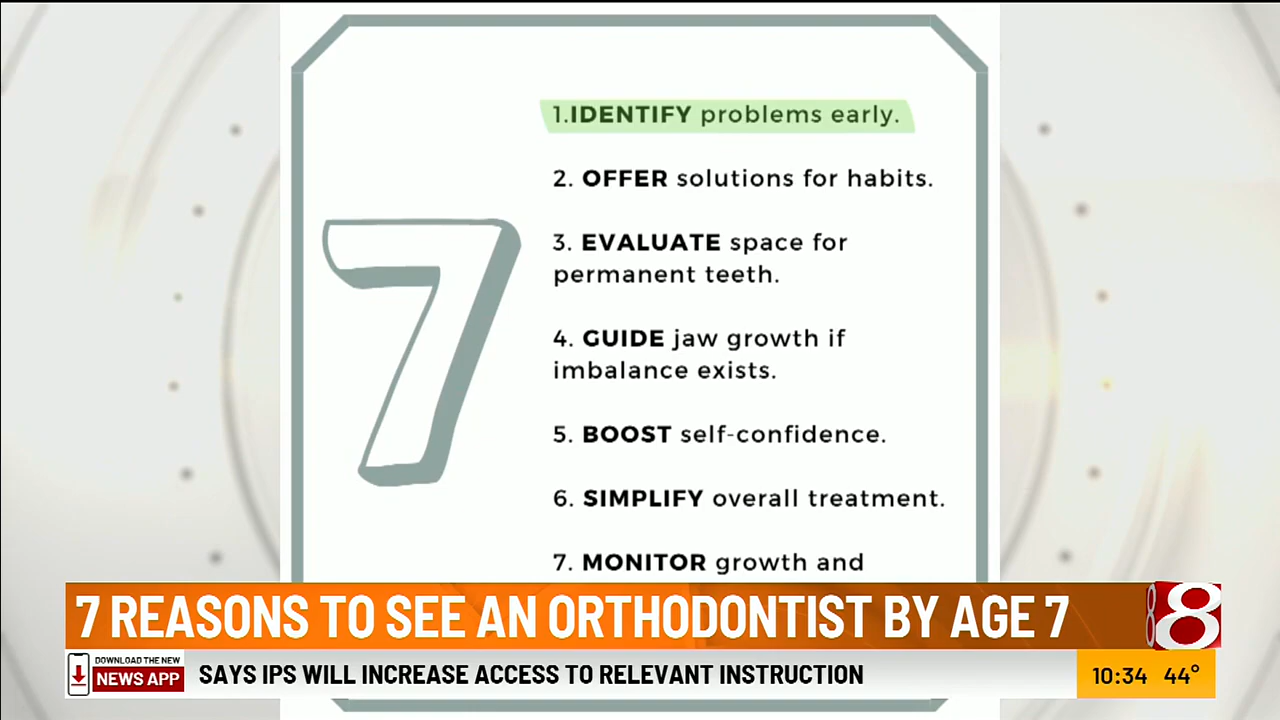 7
1.IDENTIFY problems early.
2. OFFER solutions for habits.
3. EVALUATE space for
permanent teeth.
4. GUIDE jaw growth if
imbalance exists.
5. BOOST self-confidence.
6. SIMPLIFY overall treatment.
7. MONITOR growth and
7 REASONS TO SEE AN ORTHODONTIST BY AGE 7
8
DOWNLOAD THE NEW
NEWS APP
SAYS IPS WILL INCREASE ACCESS TO RELEVANT INSTRUCTION
10:34 44°